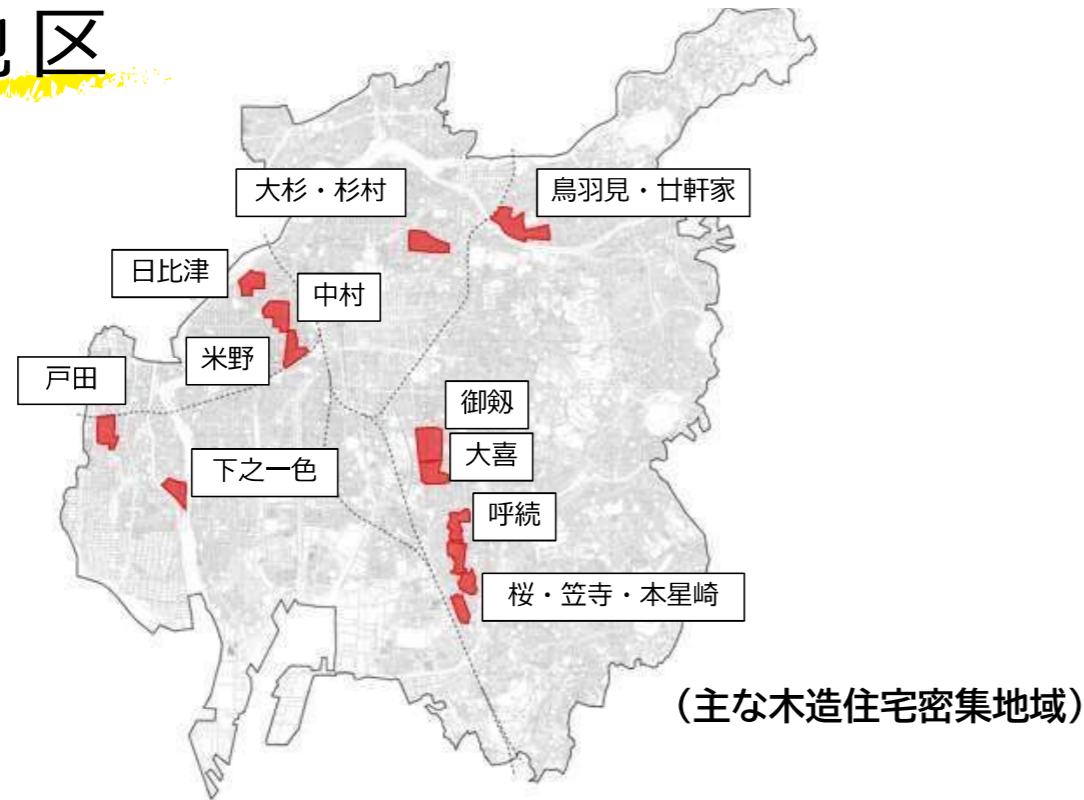 区
大杉・杉村
鳥羽見・廿軒家
日比津
中村
米野
戸田
御剱
大喜
下之一色
呼続
桜・笠寺・本星崎
（主な木造住宅密集地域）